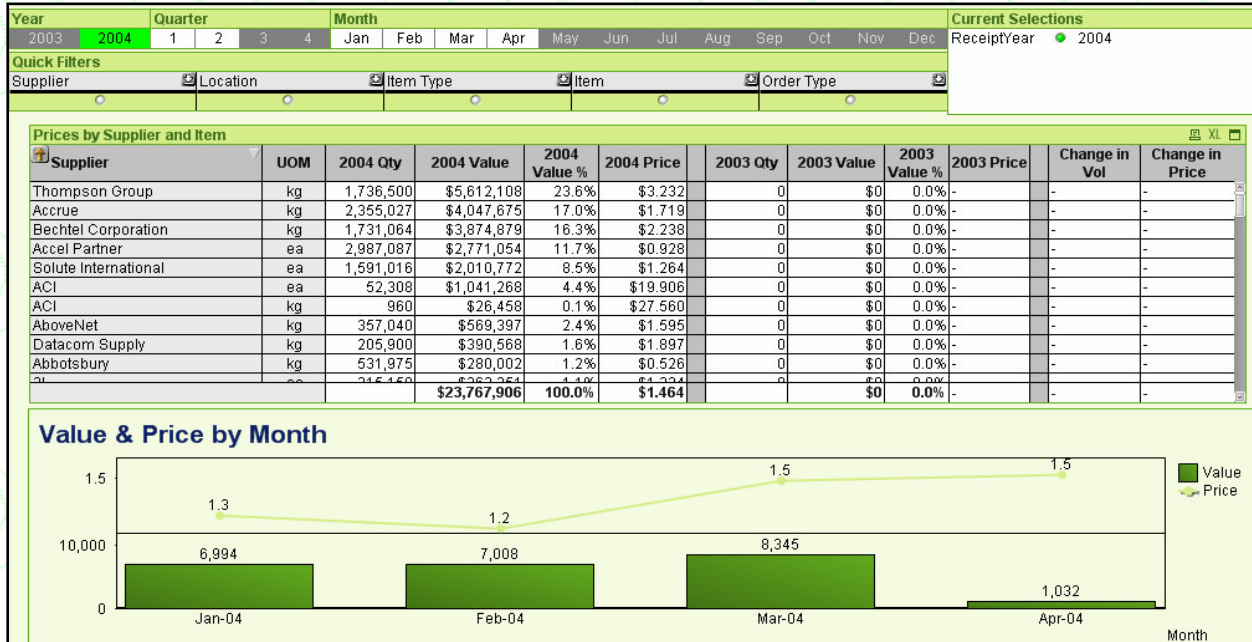 Year Quarter Month Current Selections
2003 2004 1 2 3 4 Jan Feb Mar Apr May Jun Jul Aug Sep Oct Nov Dec ReceiptYear 2004
Quick Filters
Supplier Location Item Type Item Order Type
Prices by Supplier and Item XL
Supplier UOM 2004 Qty 2004 Value 2004 Value % 2004 Price 2003 Qty 2003 Value 2003 Value % 2003 Price Change in Vol Change in Price
Thompson Group kg 1,736,500 $5,612,108 23.6% $3.232 0 $0 0.0% - - -
Accrue kg 2,355,027 $4,047,675 17.0% $1.719 0 $0 0.0% - - -
Bechtel Corporation kg 1,731,064 $3,874,879 16.3% $2.238 0 $0 0.0% - - -
Accel Partner ea 2,987,087 $2,771,054 11.7% $0.928 0 $0 0.0% - - -
Solute International ea 1,591,016 $2,010,772 8.5% $1.264 0 $0 0.0% - - -
ACI ea 52,308 $1,041,268 4.4% $19.906 0 $0 0.0% - - -
ACI kg 960 $26,458 0.1% $27.560 0 $0 0.0% - - -
AboveNet kg 357,040 $569,397 2.4% $1.595 0 $0 0.0% - - -
Datacom Supply kg 205,900 $390,568 1.6% $1.897 0 $0 0.0% - - -
Abbotsbury kg 531,975 $280,002 1.2% $0.526 0 $0 0.0% - - -
$23,767,906 100.0% $1.464 $0 0.0% - - -
Value & Price by Month
1.5 1.3 1.2 1.5 1.5 Value
Price
10,000 6,994 7,008 8,345 1,032
0
Jan-04 Feb-04 Mar-04 Apr-04
Month